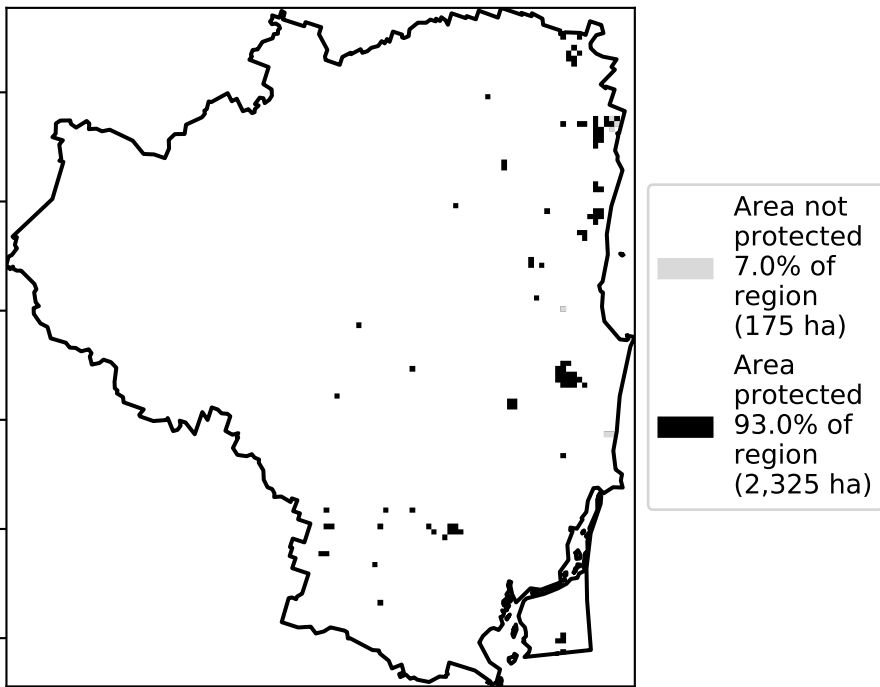 Area not
protected
7.0% of
region
(175 ha)
Area
protected
93.0% of
region
(2,325 ha)